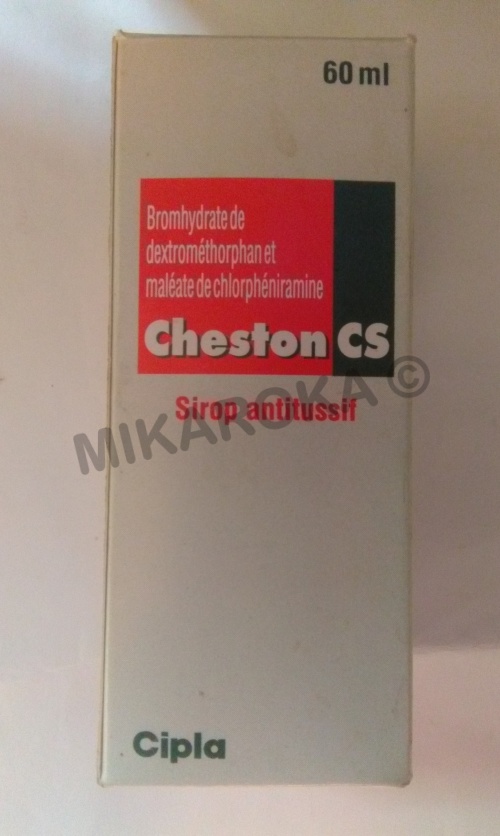 60 ml
Bromhydrate de
dextrométhorphan et
maléate de chlorphéniramine
Cheston CS
Sirop antitussif
MIKAROKA ©
Cipla